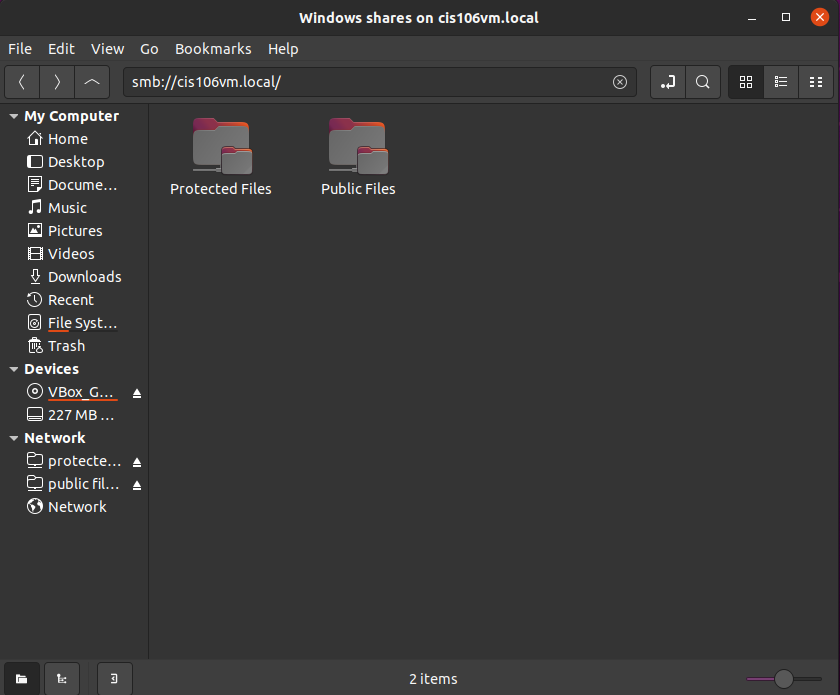 Windows shares on cis106vm.local
File Edit View Go Bookmarks Help
smb://cis106vm.local/
My Computer
Home
Desktop
Docume...
Music
Pictures
Videos
Downloads
Recent
File Syst...
Trash
Devices
VBox_G...
227 MB ...
Network
protecte...
public fil...
Network
Protected Files
Public Files
2 items